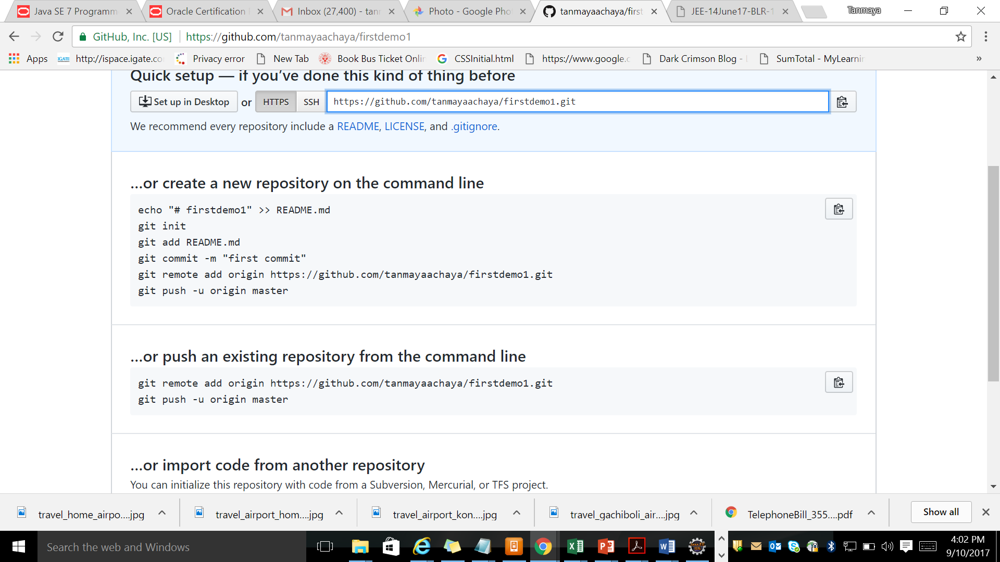 Java SE 7 Programm
Oracle Certification
Inbox (27,400) - tan
Photo - Google Pho
tanmayaachaya/first
JEE-14June17-BLR-1
Tanmaya
GitHub, Inc. [US]
https://github.com/tanmayaachaya/firstdemo1
Apps
IGATE
http://ispace.igate.co
Privacy error
New Tab
Book Bus Ticket Onli
CSSInitial.html
https://www.google.c
Dark Crimson Blog -
SumTotal - MyLearni
»
Quick setup — if you’ve done this kind of thing before
Set up in Desktop
or
HTTPS
SSH
https://github.com/tanmayaachaya/firstdemo1.git
We recommend every repository include a README, LICENSE, and .gitignore.
…or create a new repository on the command line
echo "# firstdemo1" >> README.md
git init
git add README.md
git commit -m "first commit"
git remote add origin https://github.com/tanmayaachaya/firstdemo1.git
git push -u origin master
…or push an existing repository from the command line
git remote add origin https://github.com/tanmayaachaya/firstdemo1.git
git push -u origin master
…or import code from another repository
You can initialize this repository with code from a Subversion, Mercurial, or TFS project.
travel_home_airpo....jpg
travel_airport_hom....jpg
travel_airport_kon....jpg
travel_gachiboli_air....jpg
TelephoneBill_355....pdf
Show all
Search the web and Windows
Java EE
IDE
4:02 PM
9/10/2017